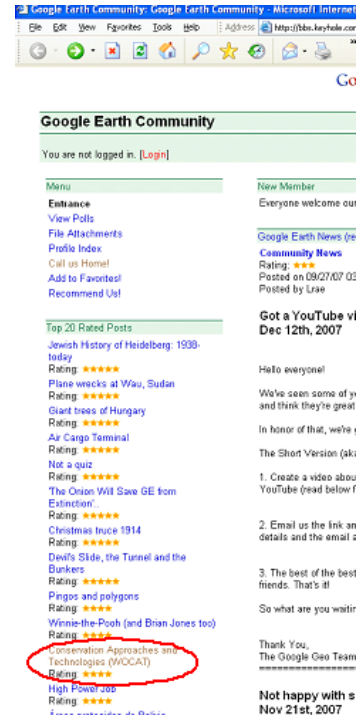 Google Earth Community: Google Earth Community - Microsoft Internet
File Edit View Favorites Tools Help Address http://bbs.keyhole.com
Go
Google Earth Community
You are not logged in. [Login]
Menu
Entrance
View Polls
File Attachments
Profile Index
Call us Home!
Add to Favorites!
Recommend Us!
Top 20 Rated Posts
Jewish History of Heidelberg: 1938-
today
Rating:
Plane wrecks at Wau, Sudan
Rating:
Giant trees of Hungary
Rating:
Air Cargo Terminal
Rating:
Not a quiz
Rating:
The Onion Will Save GE from
Extinction'..
Rating:
Christmas truce 1914
Rating:
Devil's Slide, the Tunnel and the
Bunkers
Rating:
Pingos and polygons
Rating:
Winnie-the-Pooh (and Brian Jones too)
Rating:
Conservation Approaches and
Technologies (WOCAT)
Rating:
High Power Job
Rating:
New Member
Everyone welcome our
Google Earth News (re
Community News
Rating:
Posted on 09/27/07 03
Posted by Lrae
Got a YouTube vi
Dec 12th, 2007
Hello everyone!
We've seen some of y
and think they're great
In honor of that, we're
The Short Version (aka
1. Create a video abou
YouTube (read below f
2. Email us the link an
details and the email a
3. The best of the best
friends. That's it!
So what are you waitin
Thank You,
The Google Geo Team
Not happy with s
Nov 21st, 2007